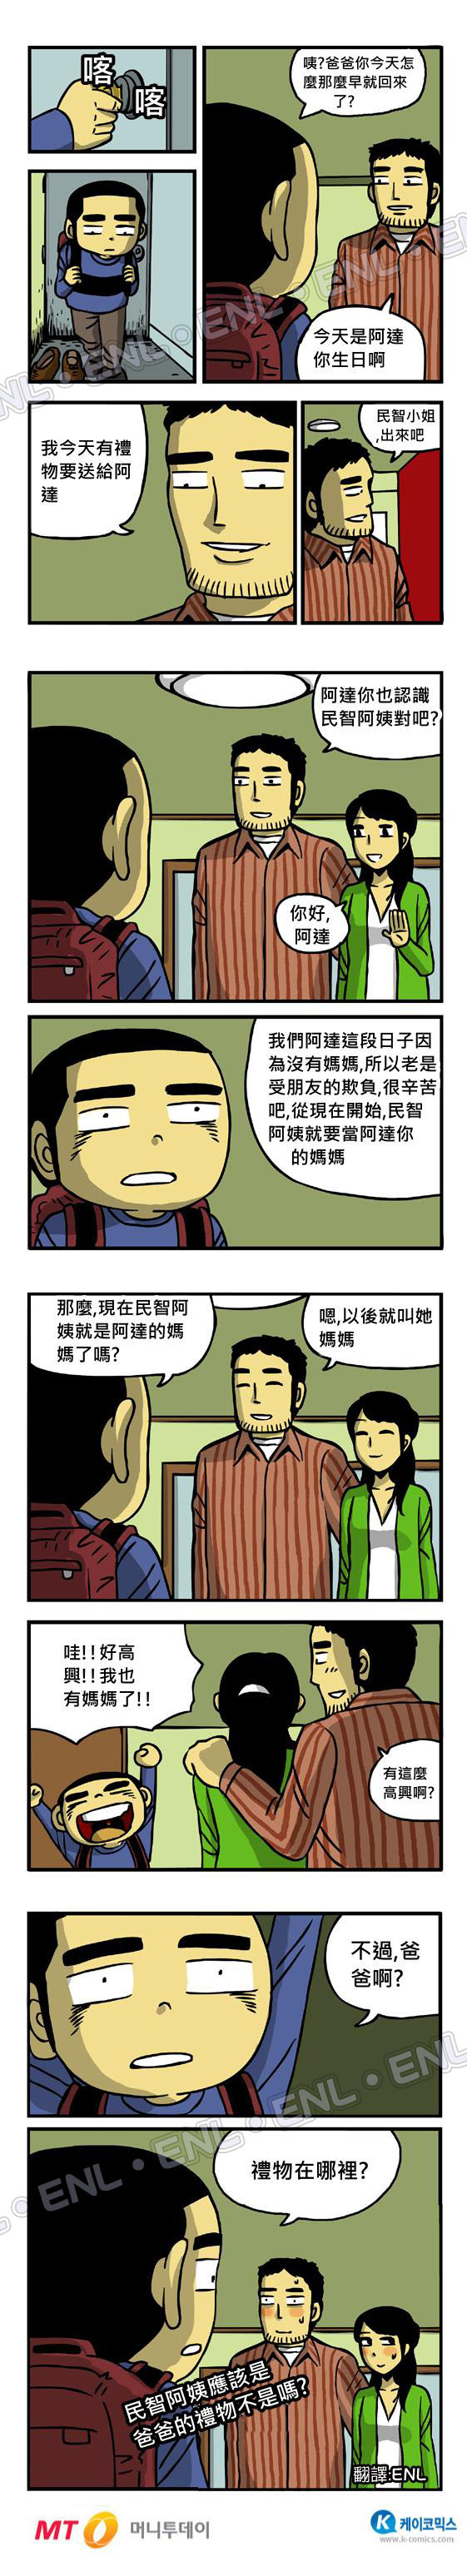 喀
喀
咦?爸爸你今天怎
麼那麼早就回來
了?
今天是阿達
你生日啊
我今天有禮
物要送給阿
達
民智小姐
,出來吧
阿達你也認識
民智阿姨對吧?
你好,
阿達
我們阿達這段日子因
為沒有媽媽,所以老是
受朋友的欺負,很辛苦
吧,從現在開始,民智
阿姨就要當阿達你
的媽媽
那麼,現在民智阿
姨就是阿達的媽
媽了嗎?
嗯,以後就叫她
媽媽
哇!!好高
興!!我也
有媽媽了!!
有這麼
高興啊?
不過,爸
爸啊?
禮物在哪裡?
民智阿姨應該是
爸爸的禮物不是嗎?
翻譯:ENL
ENL • ENL • ENL • ENL
ENL • ENL • ENL • ENL
MT 머니투데이
K 케이코믹스
www.k-comics.com